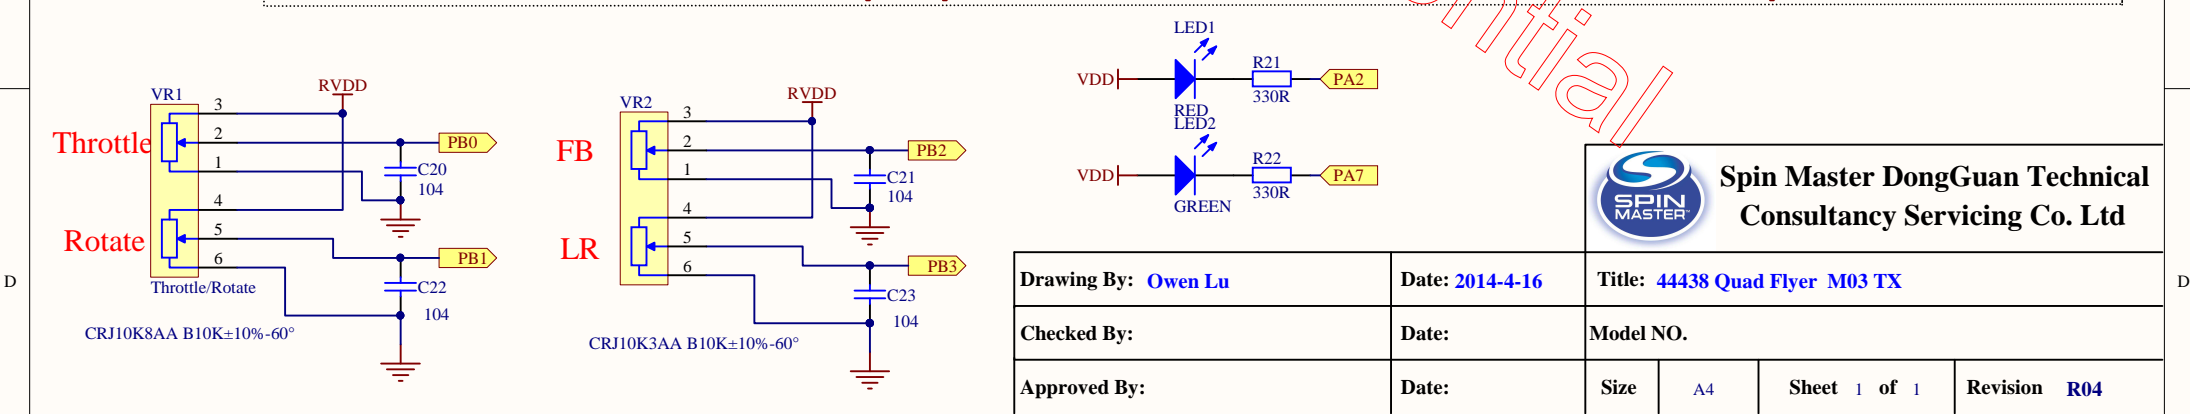 ntial
LED1
VDD
R21
330R
PA2
RED
LED2
VDD
R22
330R
PA7
GREEN
VR1
RVDD
Throttle
3
2
1
4
5
6
PB0
C20
104
Rotate
PB1
C22
104
Throttle/Rotate
CRJ10K8AA B10K±10%-60°
VR2
RVDD
FB
3
2
1
4
5
6
PB2
C21
104
LR
PB3
C23
104
CRJ10K3AA B10K±10%-60°
SPIN
MASTER™
Spin Master DongGuan Technical
Consultancy Servicing Co. Ltd
D
D
Drawing By: Owen Lu
Date: 2014-4-16
Title: 44438 Quad Flyer M03 TX
Checked By:
Date:
Model NO.
Approved By:
Date:
Size A4
Sheet 1 of 1
Revision R04